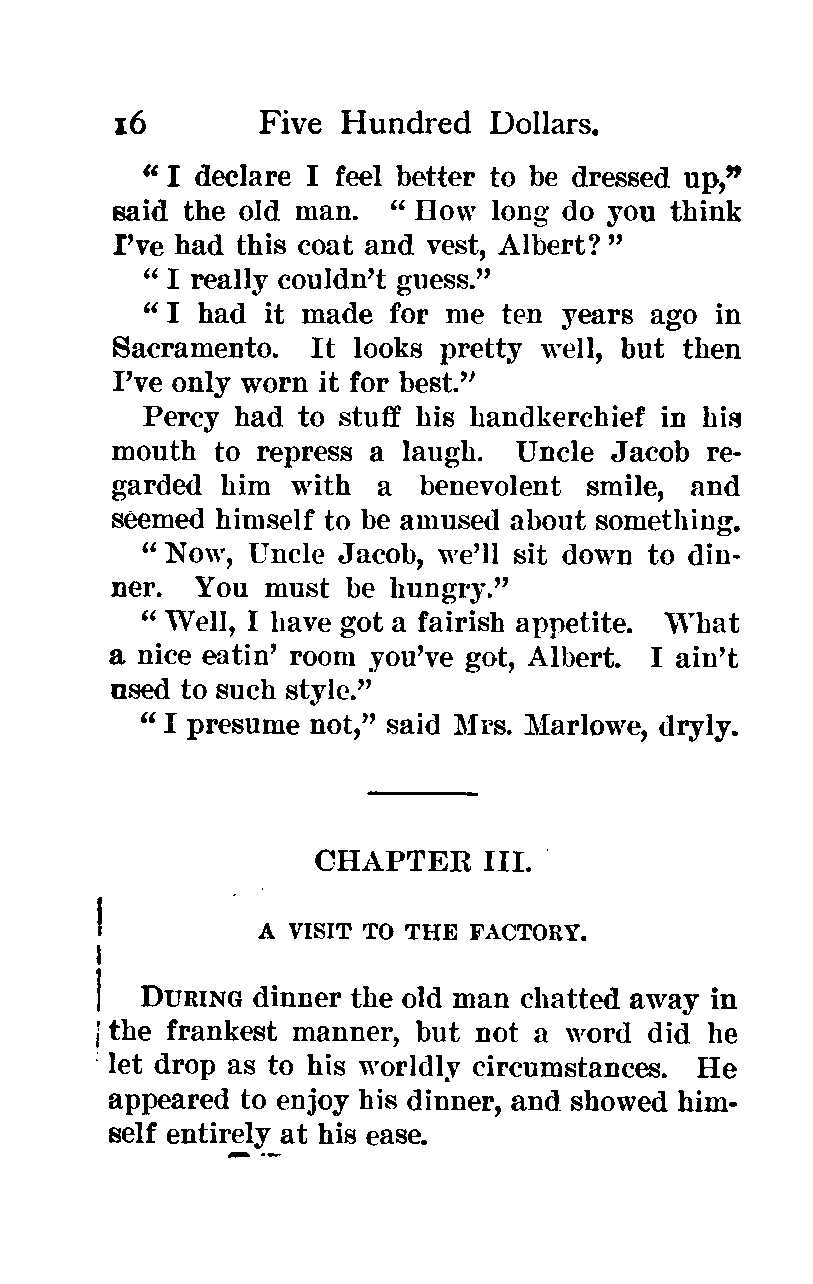 16 Five Hundred Dollars.
“ I declare I feel better to be dressed up,”
said the old man. “ How long do you think
I’ve had this coat and vest, Albert? ”
“ I really couldn’t guess.”
“ I had it made for me ten years ago in
Sacramento. It looks pretty well, but then
I’ve only worn it for best.”
Percy had to stuff his handkerchief in his
mouth to repress a laugh. Uncle Jacob re-
garded him with a benevolent smile, and
seemed himself to be amused about something.
“ Now, Uncle Jacob, we’ll sit down to din-
ner. You must be hungry.”
“ Well, I have got a fairish appetite. What
a nice eatin’ room you’ve got, Albert. I ain’t
used to such style.”
“ I presume not,” said Mrs. Marlowe, dryly.
CHAPTER III.
A VISIT TO THE FACTORY.
DURING dinner the old man chatted away in
the frankest manner, but not a word did he
let drop as to his worldly circumstances. He
appeared to enjoy his dinner, and showed him-
self entirely at his ease.